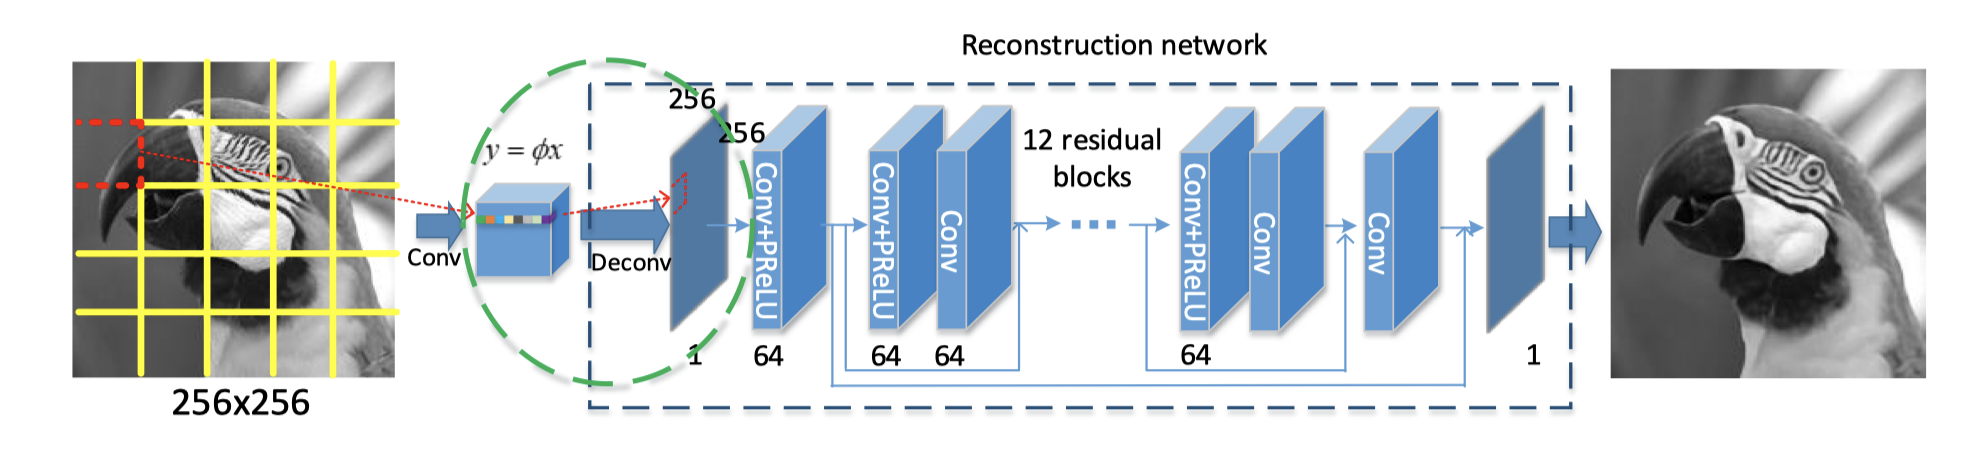 Reconstruction network
256x256
Conv
y = ϕx
Deconv
256
256
1
Conv+PReLU
64
Conv+PReLU
64
Conv
64
12 residual
blocks
Conv+PReLU
64
Conv
Conv
1